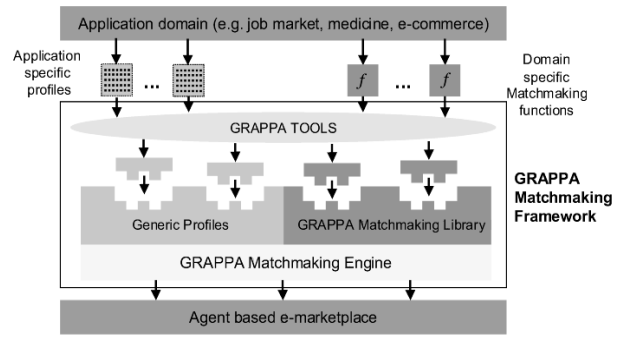 Application domain (e.g. job market, medicine, e-commerce)
Application
specific
profiles
...
f
...
f
Domain
specific
Matchmaking
functions
GRAPPA TOOLS
Generic Profiles
GRAPPA Matchmaking Library
GRAPPA
Matchmaking
Framework
GRAPPA Matchmaking Engine
Agent based e-marketplace